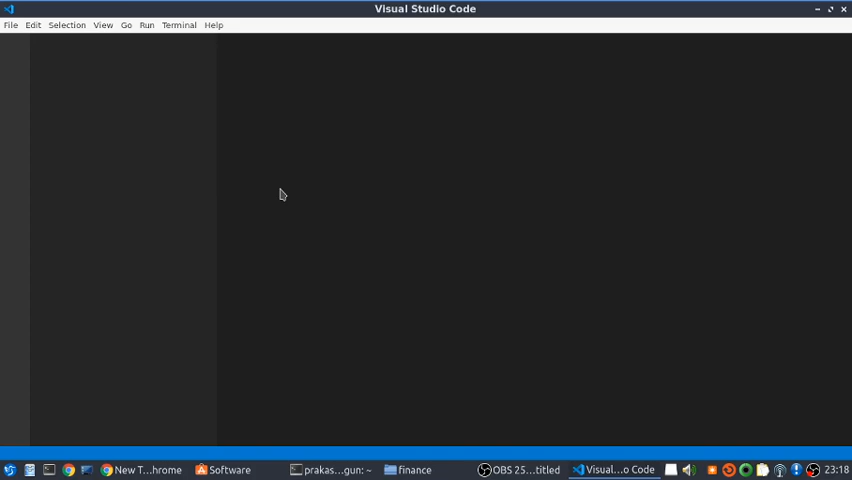 Visual Studio Code
File Edit Selection View Go Run Terminal Help
New T...hrome Software prakas...gun: ~ finance OBS 25...titled Visual...o Code 23:18